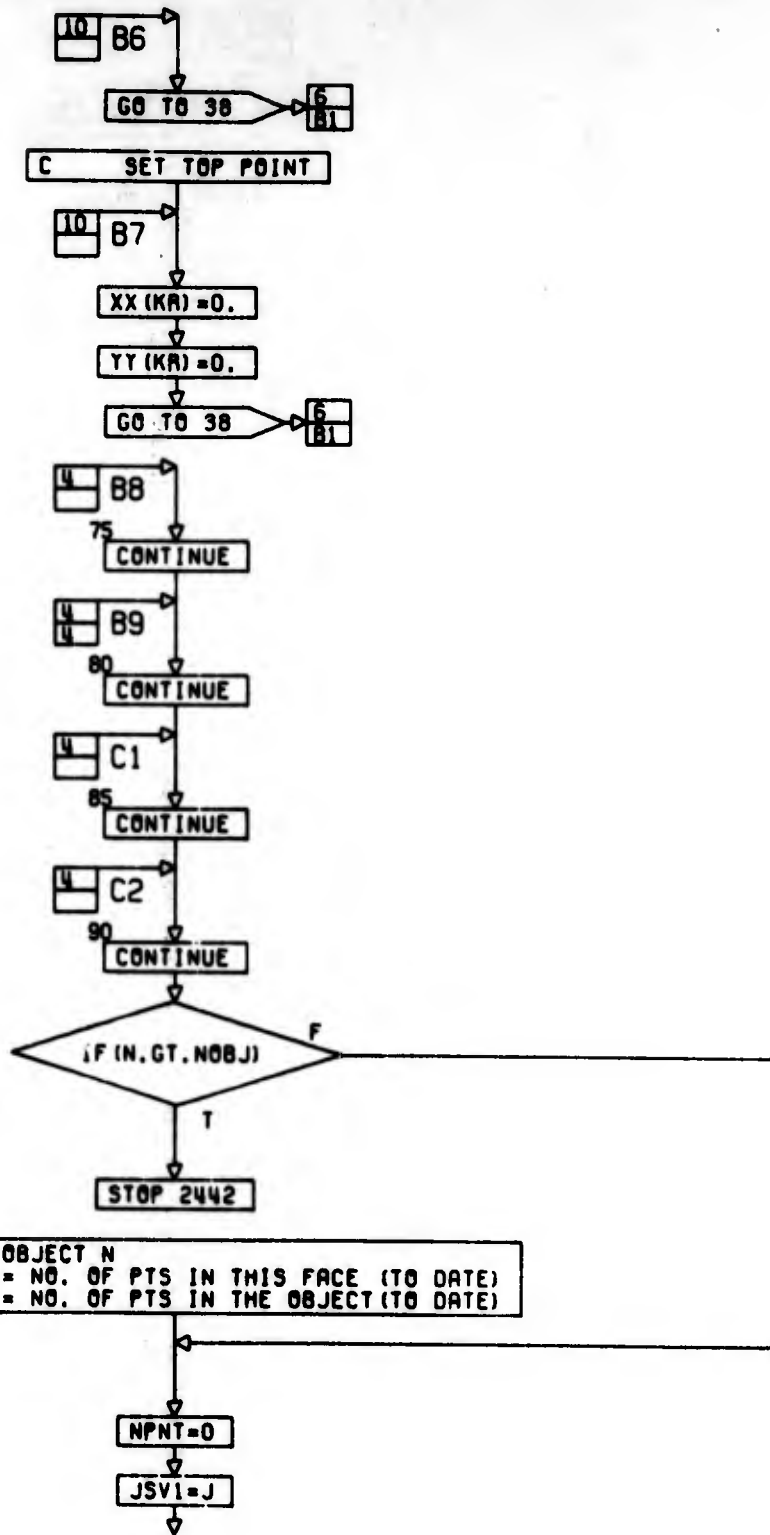 10
B6
GO TO 38
6
B1
C SET TOP POINT
10
B7
XX(KR)=0.
YY(KR)=0.
GO TO 38
6
B1
4
B8
75
CONTINUE
4
4
B9
80
CONTINUE
4
C1
85
CONTINUE
4
C2
90
CONTINUE
IF(N.GT.NOBJ)
F
T
STOP 2442
OBJECT N
= NO. OF PTS IN THIS FACE (TO DATE)
= NO. OF PTS IN THE OBJECT(TO DATE)
NPNT=0
JSV1=J